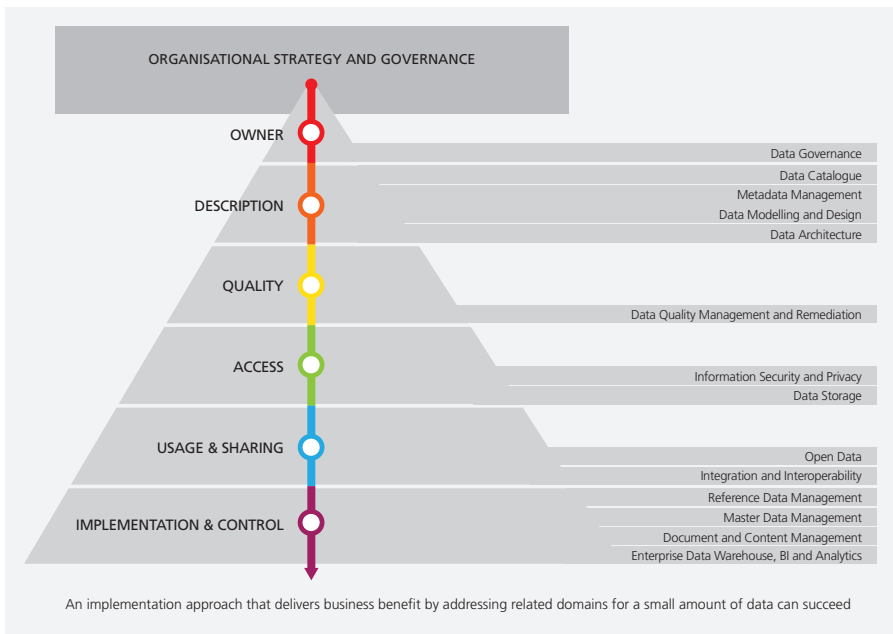 ORGANISATIONAL STRATEGY AND GOVERNANCE
OWNER
Data Governance
Data Catalogue
Metadata Management
DESCRIPTION
Data Modelling and Design
Data Architecture
QUALITY
Data Quality Management and Remediation
ACCESS
Information Security and Privacy
Data Storage
USAGE & SHARING
Open Data
Integration and Interoperability
Reference Data Management
Master Data Management
IMPLEMENTATION & CONTROL
Document and Content Management
Enterprise Data Warehouse, BI and Analytics
An implementation approach that delivers business benefit by addressing related domains for a small amount of data can succeed